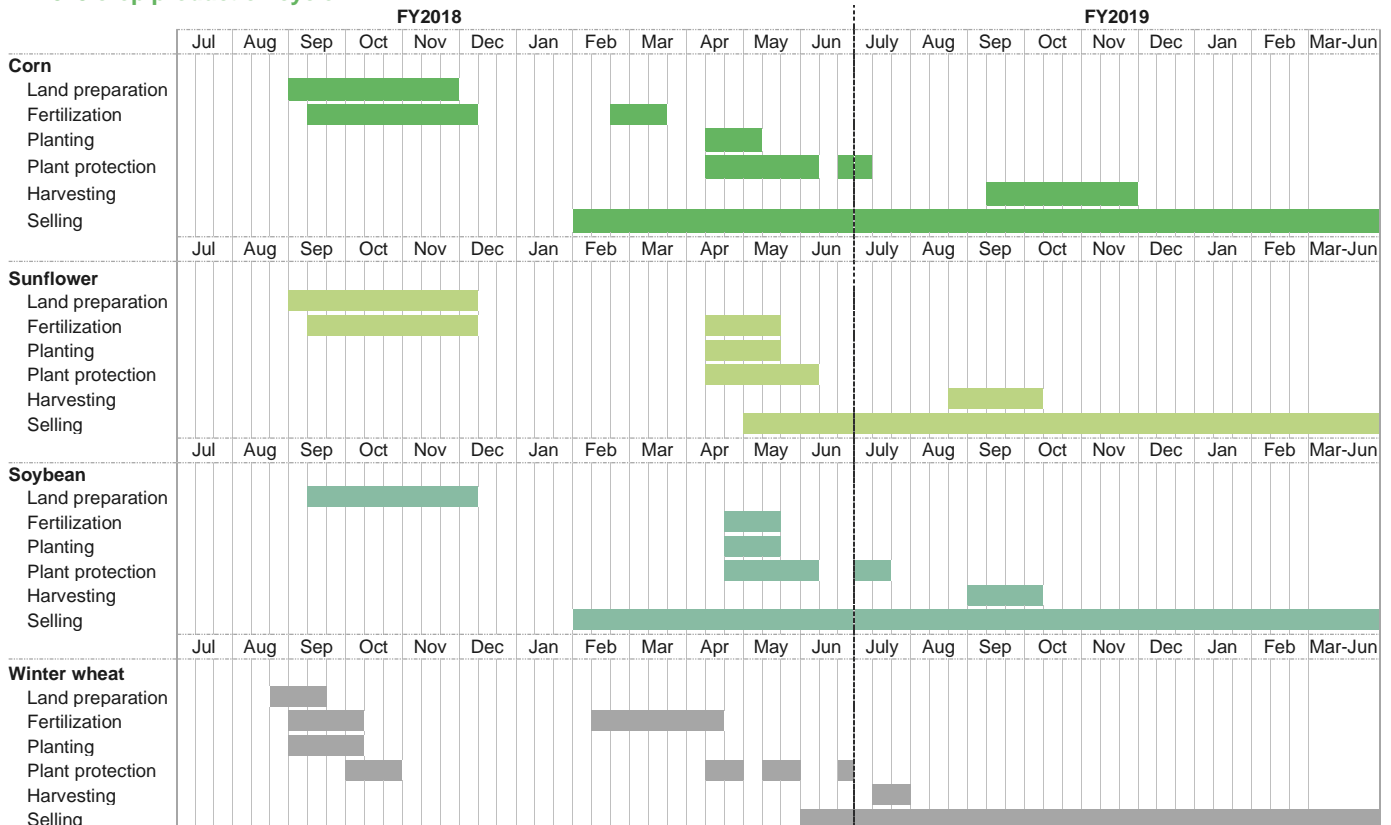 FY2018 FY2019
Jul Aug Sep Oct Nov Dec Jan Feb Mar Apr May Jun July Aug Sep Oct Nov Dec Jan Feb Mar-Jun
Corn
Land preparation
Fertilization
Planting
Plant protection
Harvesting
Selling
Jul Aug Sep Oct Nov Dec Jan Feb Mar Apr May Jun July Aug Sep Oct Nov Dec Jan Feb Mar-Jun
Sunflower
Land preparation
Fertilization
Planting
Plant protection
Harvesting
Selling
Jul Aug Sep Oct Nov Dec Jan Feb Mar Apr May Jun July Aug Sep Oct Nov Dec Jan Feb Mar-Jun
Soybean
Land preparation
Fertilization
Planting
Plant protection
Harvesting
Selling
Jul Aug Sep Oct Nov Dec Jan Feb Mar Apr May Jun July Aug Sep Oct Nov Dec Jan Feb Mar-Jun
Winter wheat
Land preparation
Fertilization
Planting
Plant protection
Harvesting
Selling